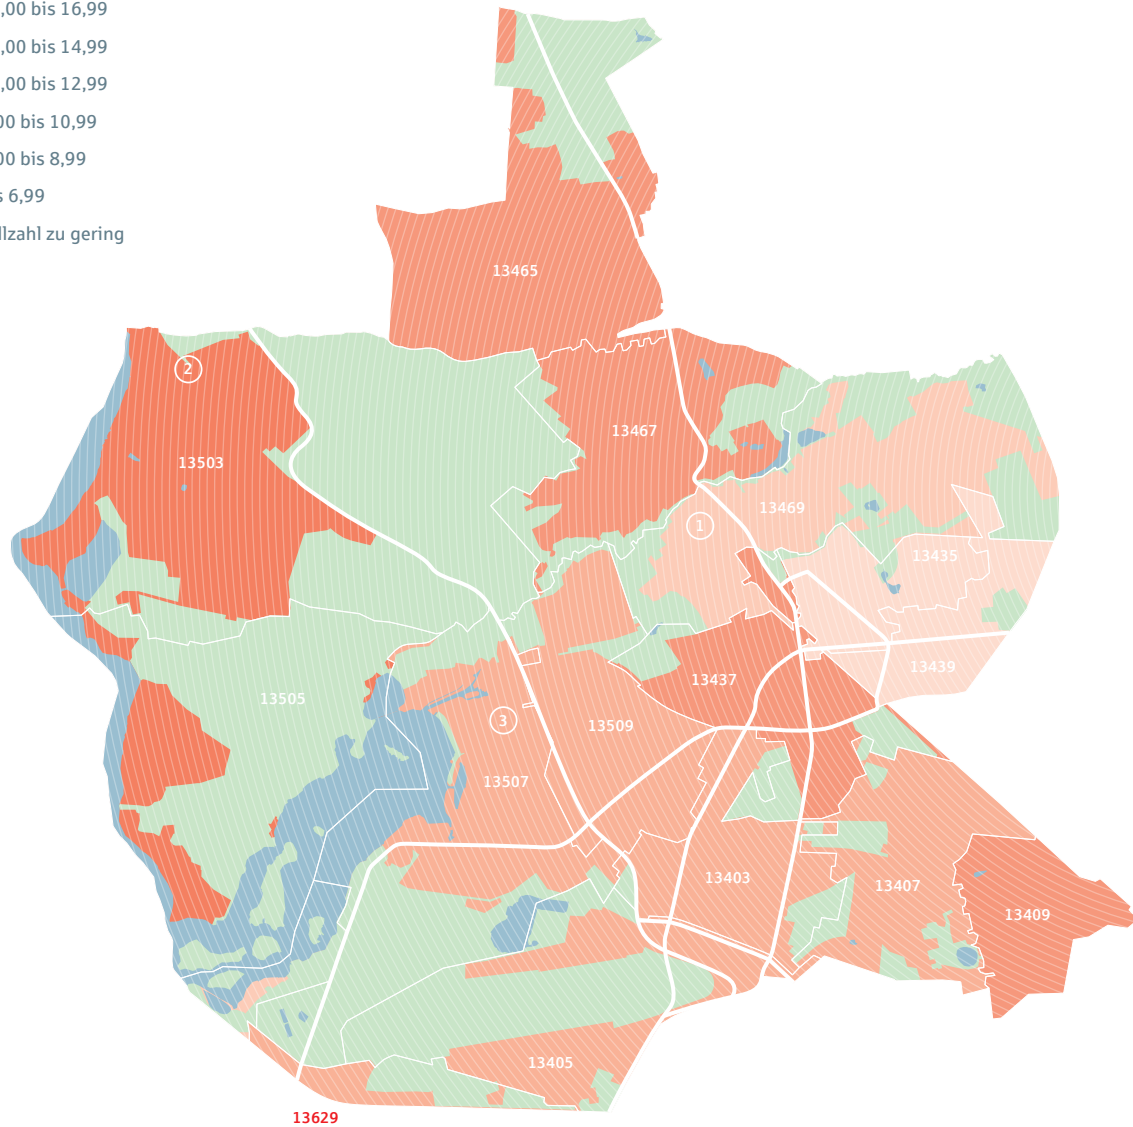 ,00 bis 16,99
,00 bis 14,99
,00 bis 12,99
00 bis 10,99
00 bis 8,99
s 6,99
llzahl zu gering
13465
2
13467
13503
13469
1
13435
13439
13437
13505
3
13509
13507
13403
13407
13409
13405
13629